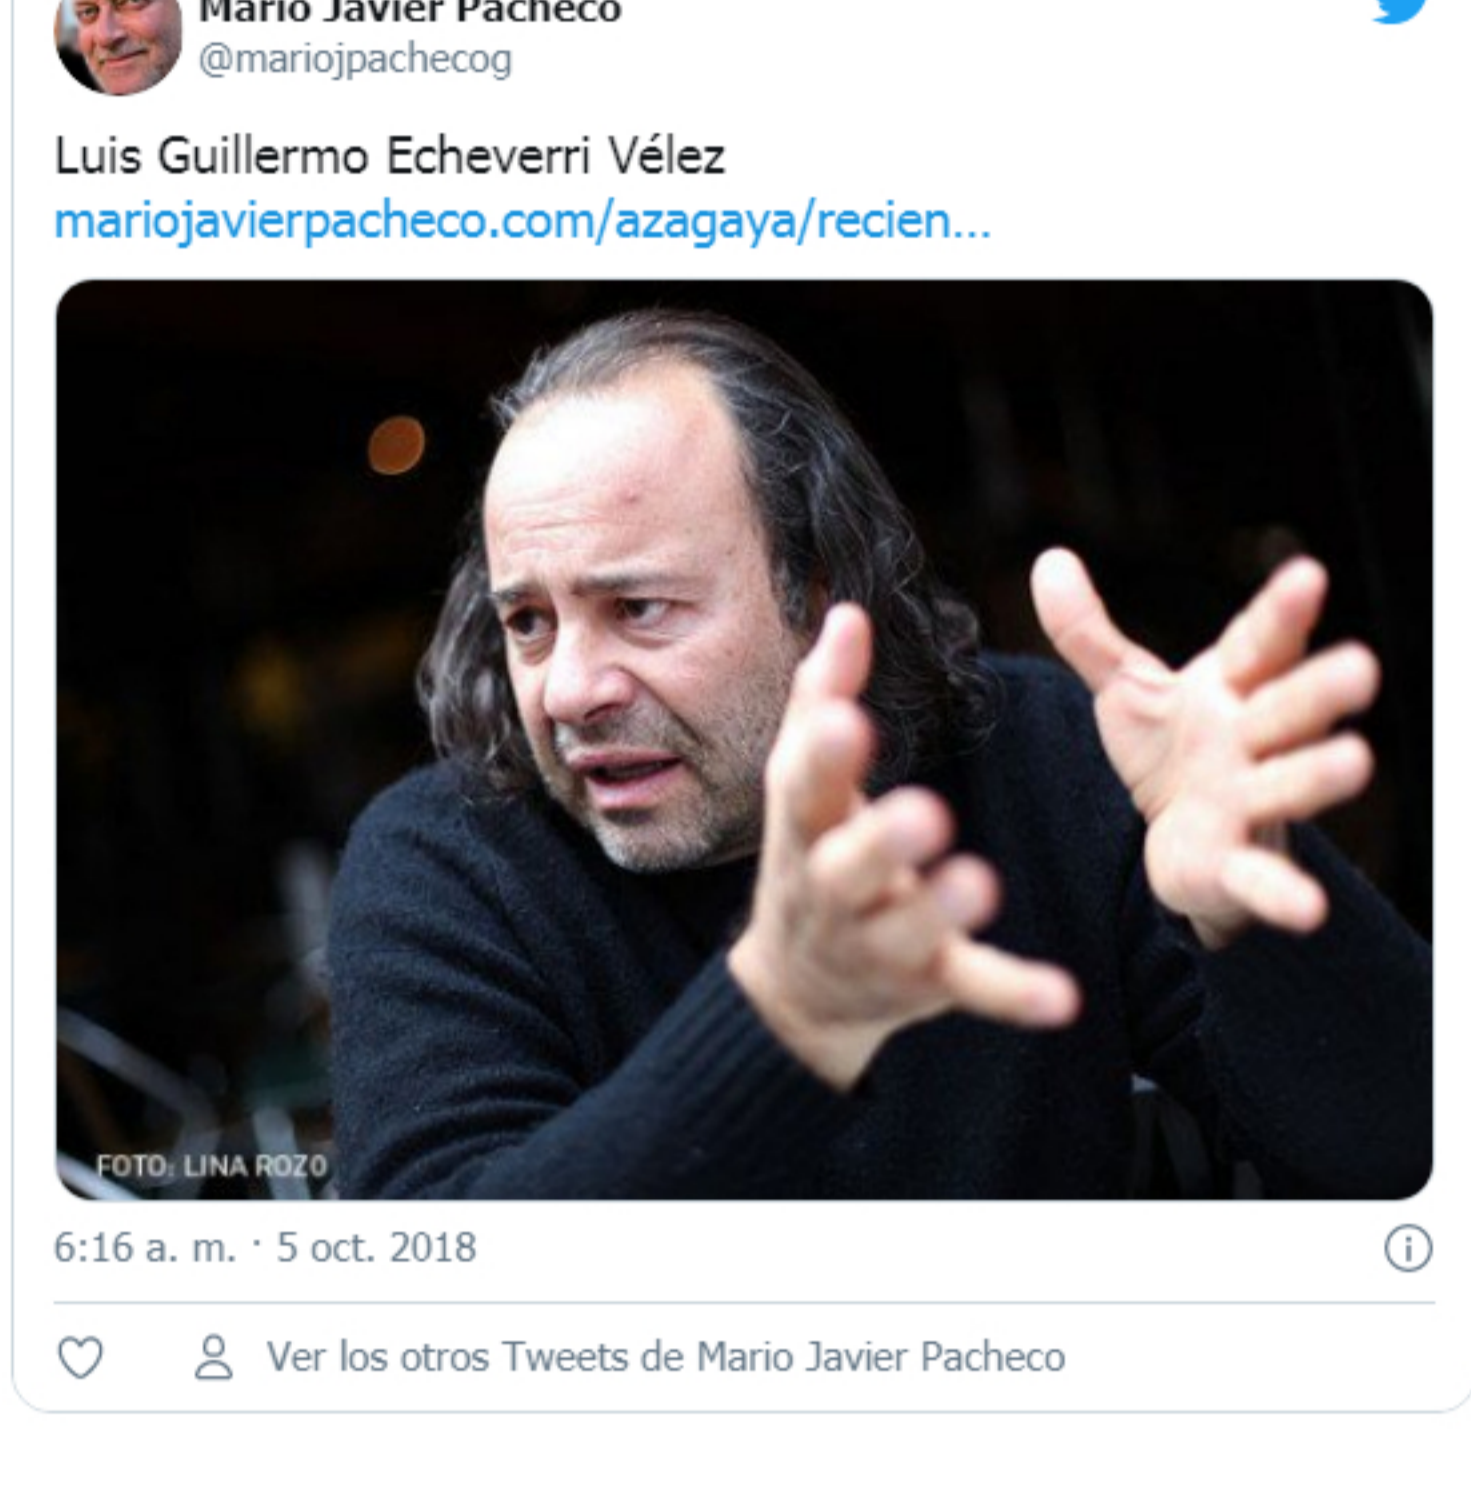 Mario Javier Pacheco
@mariojpachecog
Luis Guillermo Echeverri Vélez
mariojavierpacheco.com/azagaya/recien...
FOTO: LINA ROZO
6:16 a. m. · 5 oct. 2018
Ver los otros Tweets de Mario Javier Pacheco